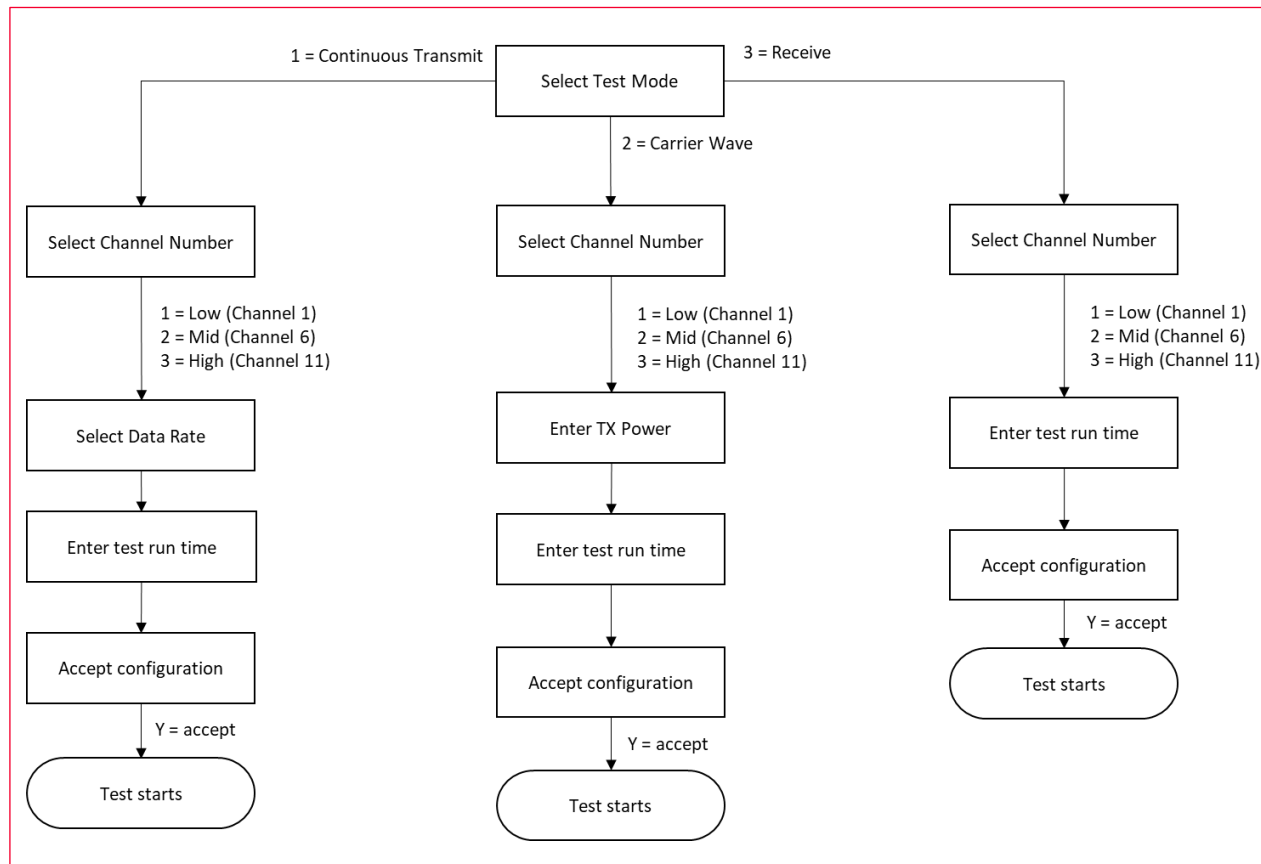 1 = Continuous Transmit
Select Test Mode
3 = Receive
2 = Carrier Wave
Select Channel Number
1 = Low (Channel 1)
2 = Mid (Channel 6)
3 = High (Channel 11)
Select Data Rate
Enter test run time
Accept configuration
Y = accept
Test starts
Select Channel Number
1 = Low (Channel 1)
2 = Mid (Channel 6)
3 = High (Channel 11)
Enter TX Power
Enter test run time
Accept configuration
Y = accept
Test starts
Select Channel Number
1 = Low (Channel 1)
2 = Mid (Channel 6)
3 = High (Channel 11)
Enter test run time
Accept configuration
Y = accept
Test starts